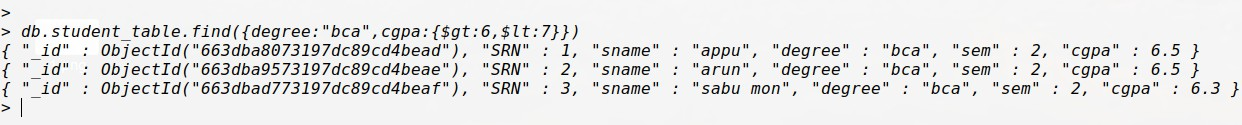 >
> db.student_table.find({degree:"bca",cgpa:{$gt:6,$lt:7}})
{ "_id" : ObjectId("663dba8073197dc89cd4bead"), "SRN" : 1, "sname" : "appu", "degree" : "bca", "sem" : 2, "cgpa" : 6.5 }
{ "_id" : ObjectId("663dba9573197dc89cd4beae"), "SRN" : 2, "sname" : "arun", "degree" : "bca", "sem" : 2, "cgpa" : 6.5 }
{ "_id" : ObjectId("663dbad773197dc89cd4beaf"), "SRN" : 3, "sname" : "sabu mon", "degree" : "bca", "sem" : 2, "cgpa" : 6.3 }
>